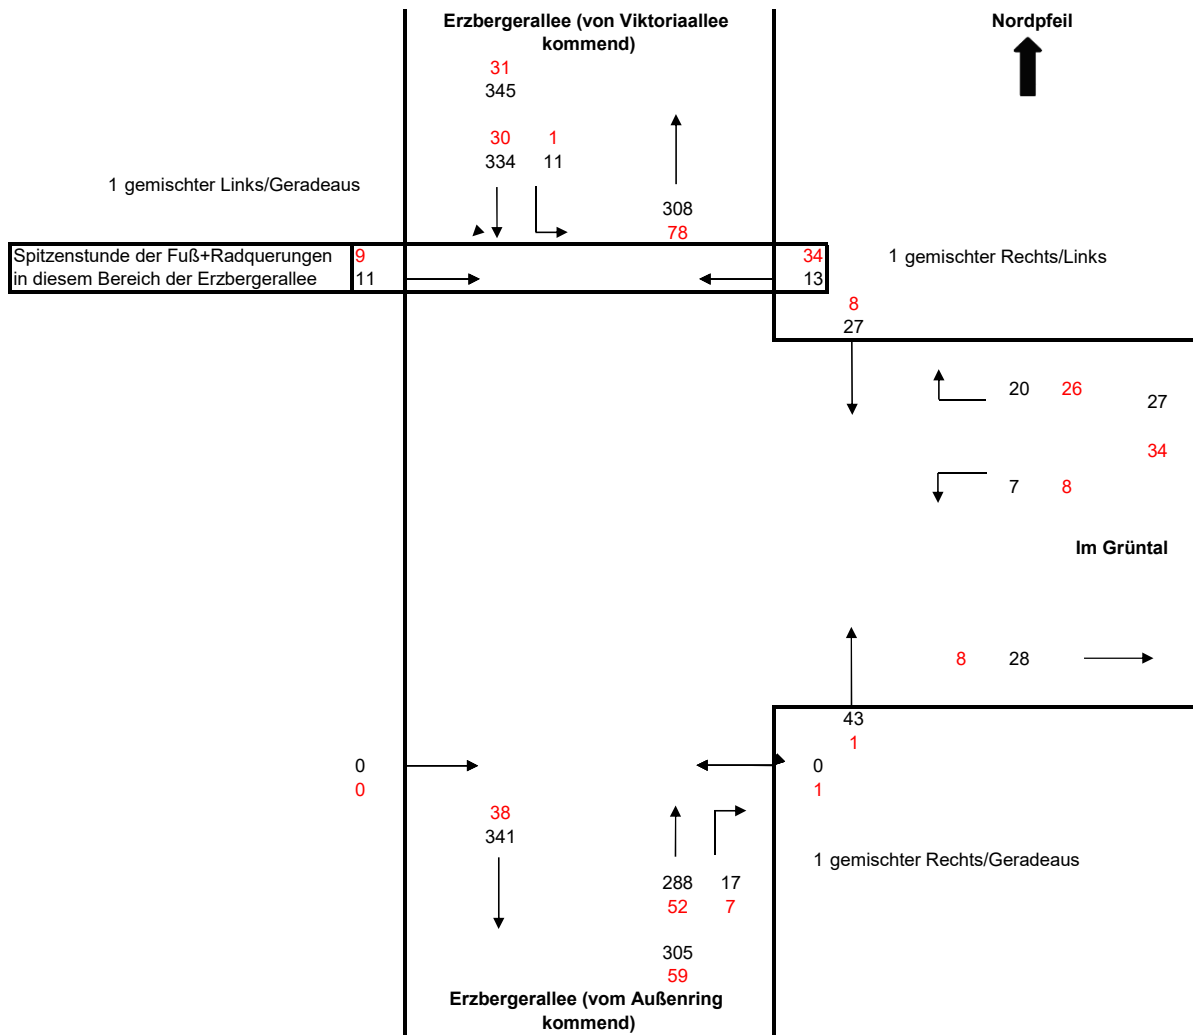 Erzbergerallee (von Viktoriaallee
kommend)
Nordpfeil
31
345
30 1
334 11
1 gemischter Links/Geradeaus
308
78
Spitzenstunde der Fuß+Radquerungen 9
in diesem Bereich der Erzbergerallee 11
34
13
1 gemischter Rechts/Links
8
27
20 26
27
34
7 8
Im Grüntal
8 28
43
1
0
0
0
1
38
341
1 gemischter Rechts/Geradeaus
288 17
52 7
305
59
Erzbergerallee (vom Außenring
kommend)